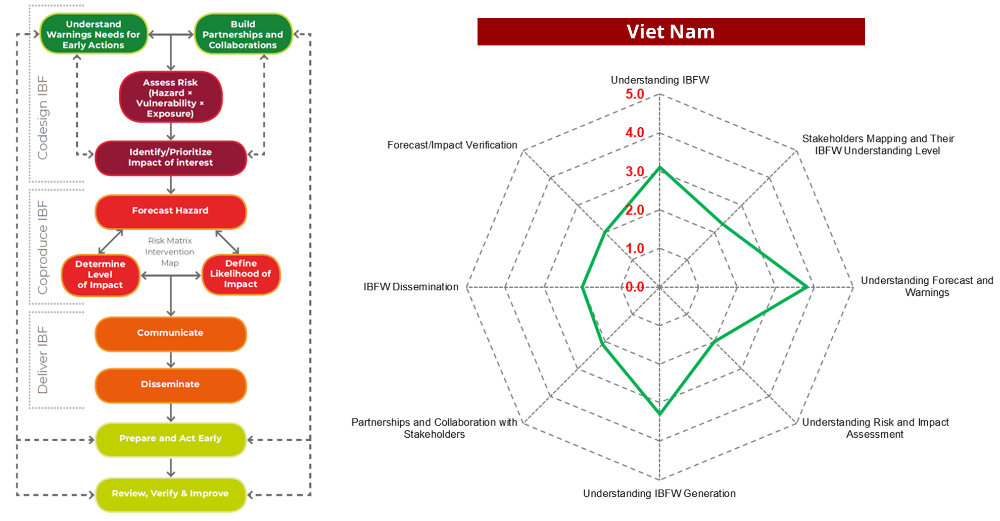 Understand
Warnings Needs for
Early Actions
Build
Partnerships and
Collaborations
Codesign IBF
Assess Risk
(Hazard ×
Vulnerability ×
Exposure)
Identify/Prioritize
Impact of interest
Coproduce IBF
Forecast Hazard
Risk Matrix
Intervention
Map
Determine
Level
of Impact
Define
Likelihood of
Impact
Deliver IBF
Communicate
Disseminate
Prepare and Act Early
Review, Verify & Improve
Viet Nam
Understanding IBFW
5.0
4.0
3.0
2.0
1.0
0.0
Stakeholders Mapping and Their
IBFW Understanding Level
Understanding Forecast and
Warnings
Understanding Risk and Impact
Assessment
Understanding IBFW Generation
Partnerships and Collaboration with
Stakeholders
IBFW Dissemination
Forecast/Impact Verification